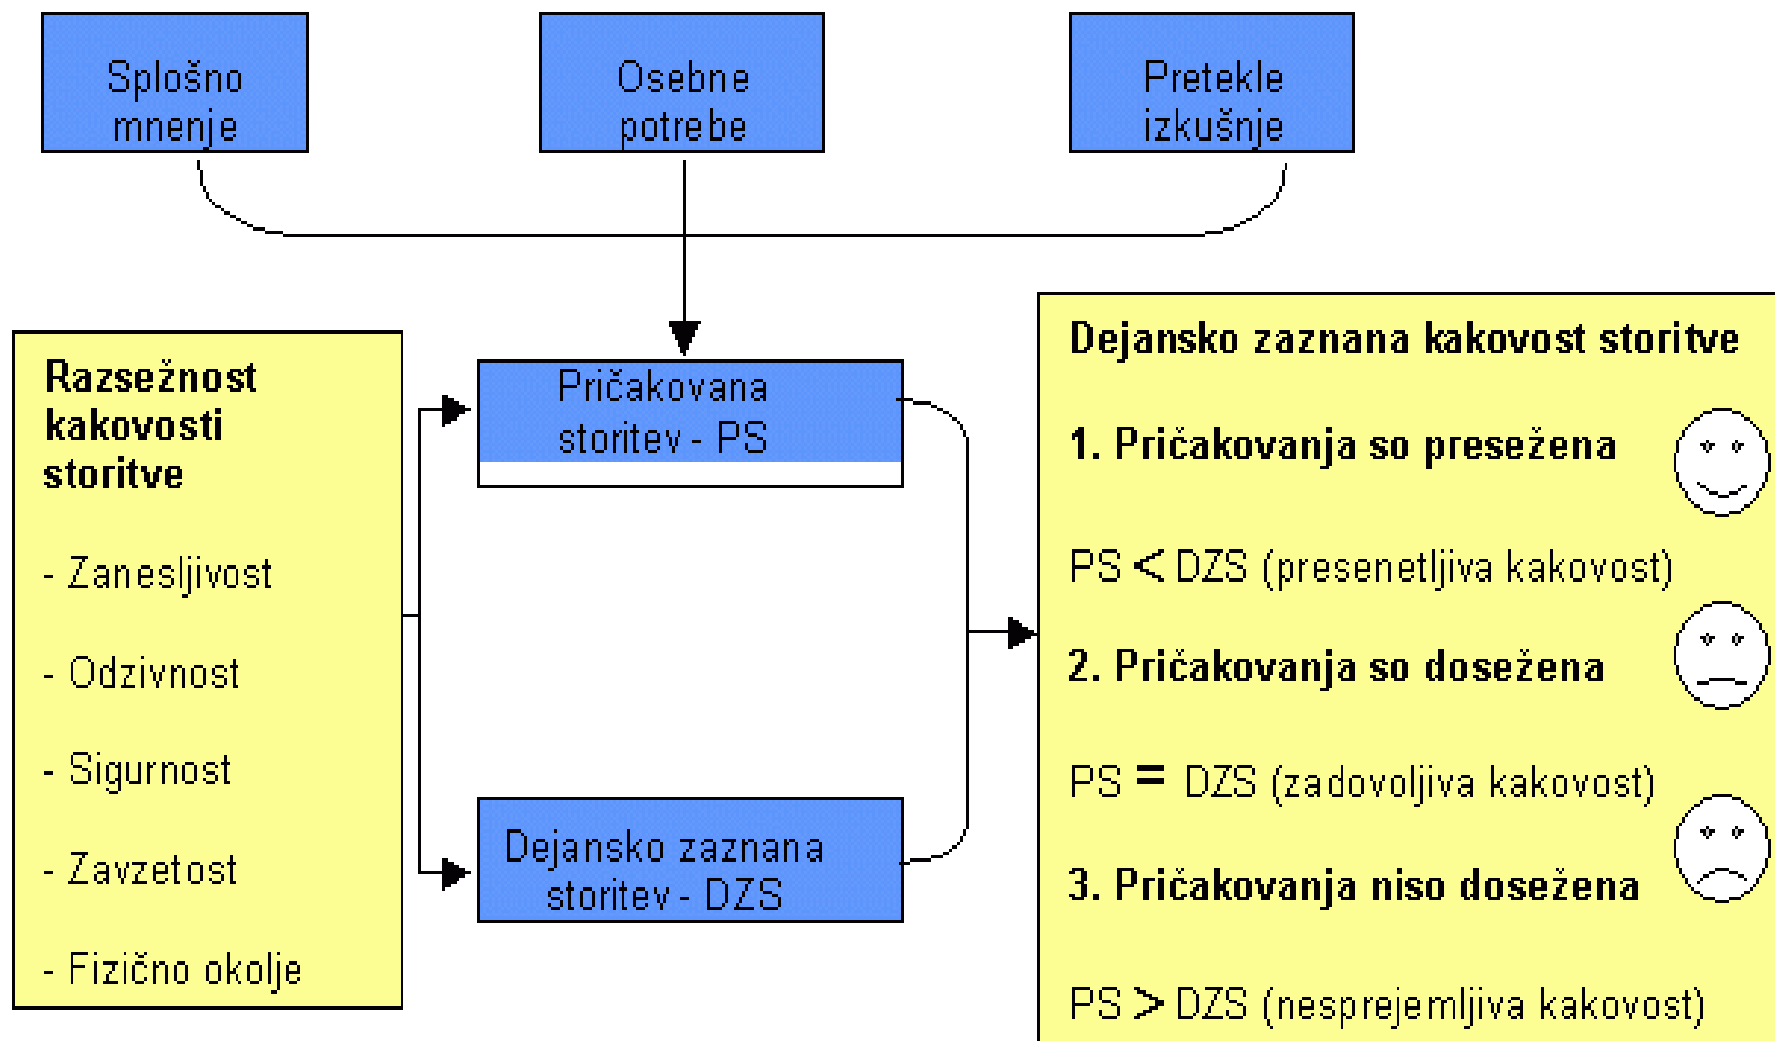 Splošno
mnenje
Osebne
potrebe
Pretekle
izkušnje
Razsežnost
kakovosti
storitve
- Zanesljivost
- Odzivnost
- Sigurnost
- Zavzetost
- Fizično okolje
Pričakovana
storitev - PS
Dejansko zaznana
storitev - DZS
Dejansko zaznana kakovost storitve
1. Pričakovanja so presežena
PS < DZS (presenetljiva kakovost)
2. Pričakovanja so dosežena
PS = DZS (zadovoljiva kakovost)
3. Pričakovanja niso dosežena
PS > DZS (nesprejemljiva kakovost)